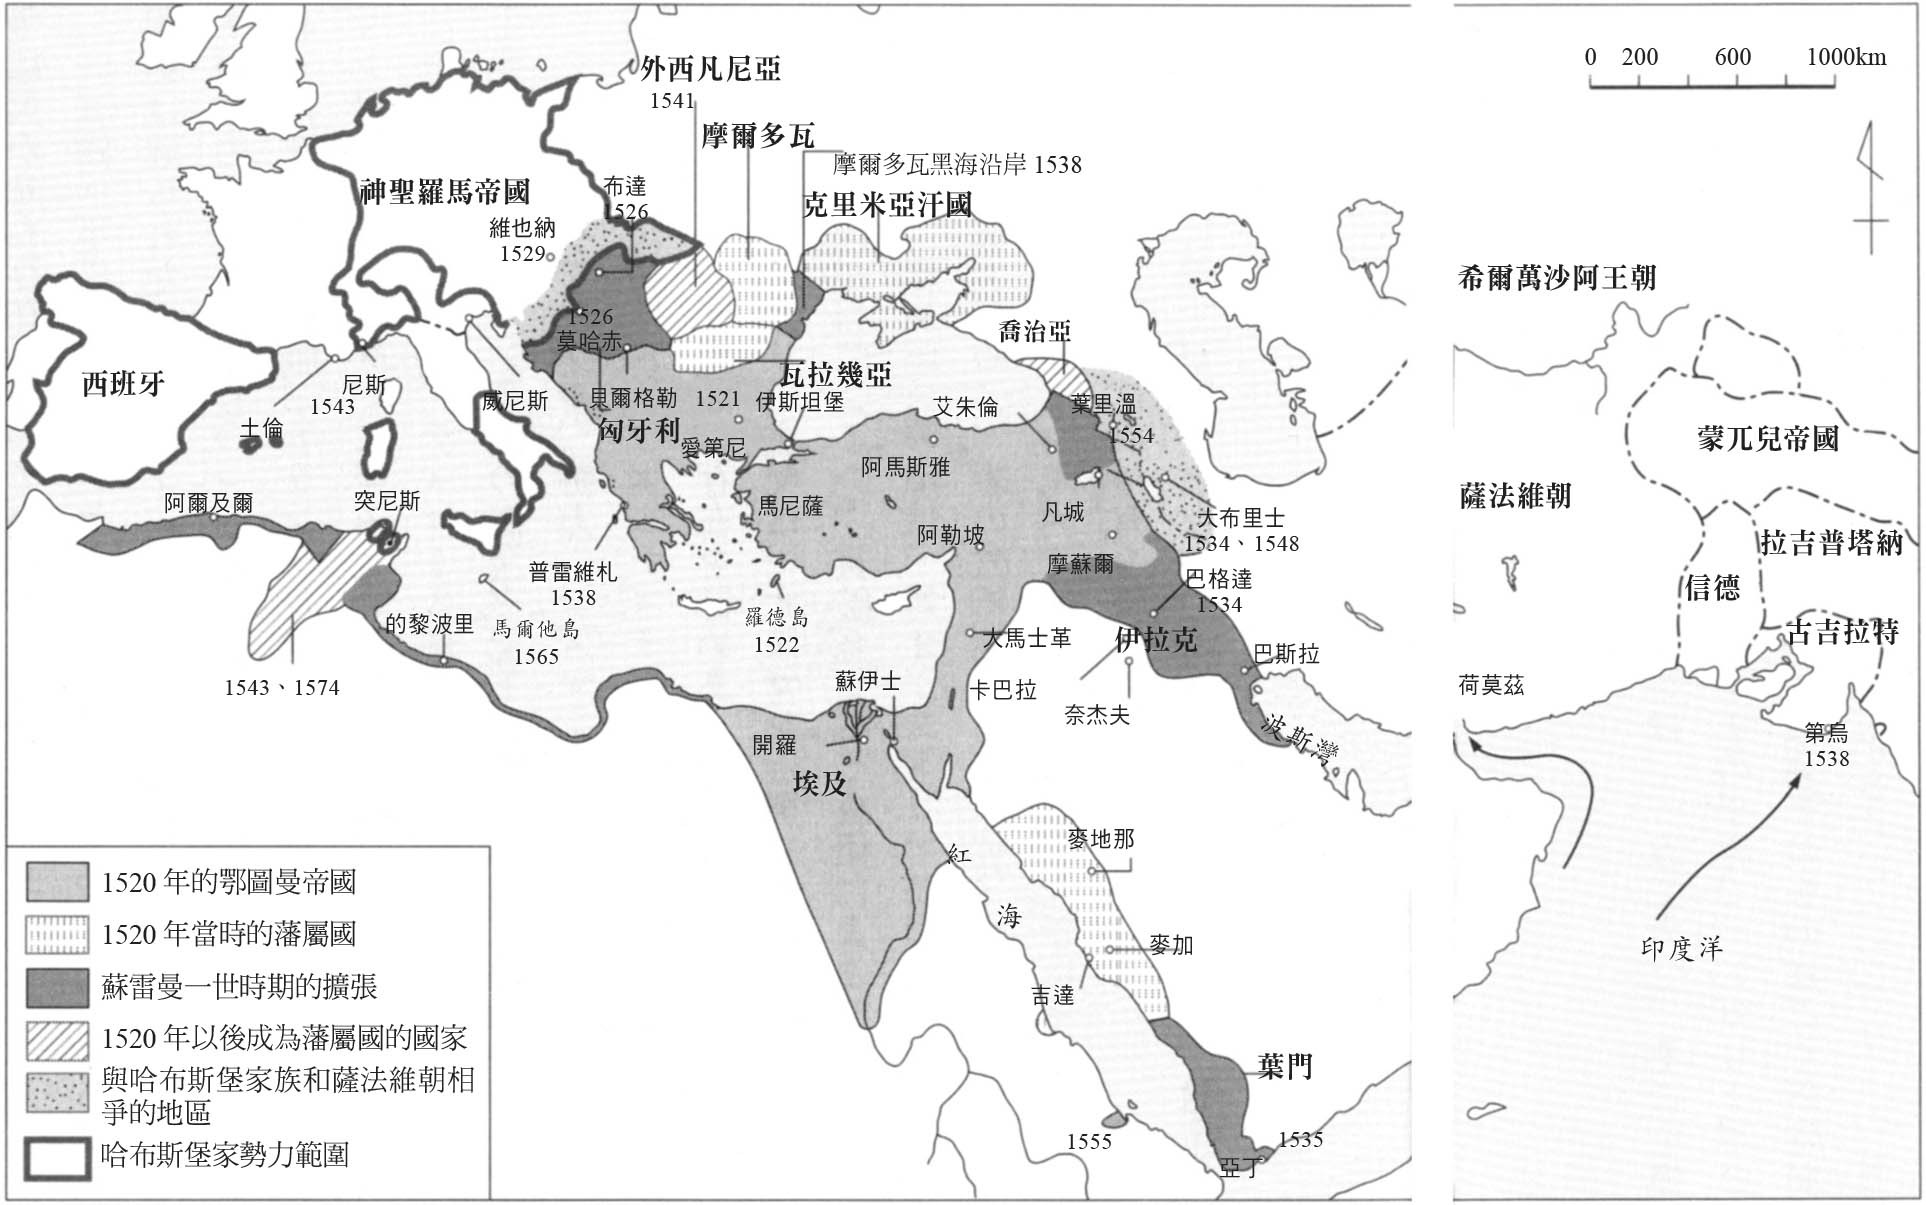 外西凡尼亞
1541
摩爾多瓦
摩爾多瓦黑海沿岸 1538
克里米亞汗國
神聖羅馬帝國
布達
1526
維也納
1529
1526
莫哈赤
西班牙
尼斯
1543
土倫
威尼斯
貝爾格勒 1521
匈牙利
瓦拉幾亞
伊斯坦堡
愛第尼
喬治亞
艾朱倫
葉里溫
1554
阿馬斯雅
馬尼薩
阿勒坡
凡城
大布里士
1534、1548
摩蘇爾
巴格達
1534
伊拉克
巴斯拉
波斯灣
阿爾及爾
突尼斯
1543、1574
的黎波里
普雷維札
1538
馬爾他島
1565
羅德島
1522
大馬士革
卡巴拉
奈杰夫
蘇伊士
開羅
埃及
紅
海
麥地那
麥加
吉達
葉門
1555
1535
亞丁
0 200 600 1000km
希爾萬沙阿王朝
薩法維朝
蒙兀兒帝國
拉吉普塔納
信德
古吉拉特
荷莫茲
第烏
1538
印度洋
1520 年的鄂圖曼帝國
1520 年當時的藩屬國
蘇雷曼一世時期的擴張
1520 年以後成為藩屬國的國家
與哈布斯堡家族和薩法維朝相
爭的地區
哈布斯堡家勢力範圍